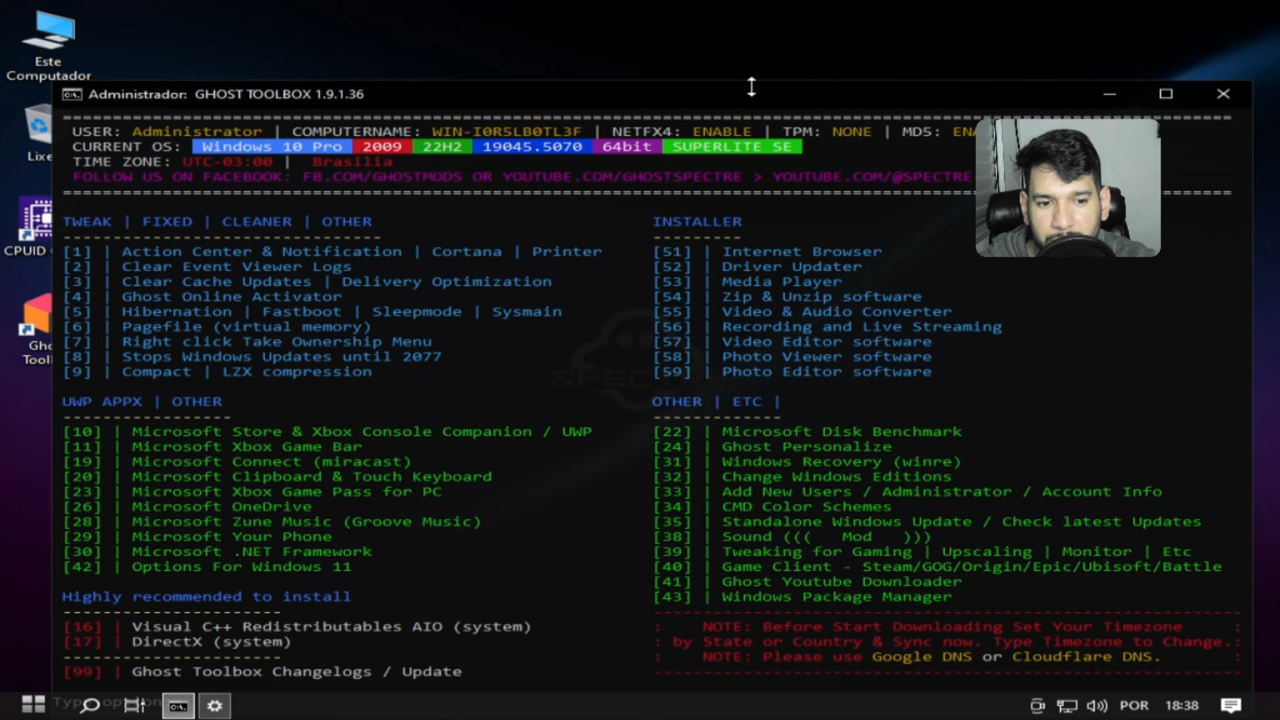 Este
Computador
Administrador: GHOST TOOLBOX 1.9.1.36
USER: Administrator | COMPUTERNAME: WIN-I0R5LB0TL3F | NETFX4: ENABLE | TPM: NONE | MD5:
CURRENT OS: Windows 10 Pro 2009 22H2 19045.5070 64bit SUPERLITE SE
TIME ZONE: UTC-03:00 | Brasilia
FOLLOW US ON FACEBOOK: FB.COM/GHOSTMODS OR YOUTUBE.COM/GHOSTSPECTRE > YOUTUBE.COM/@SPECTRE
TWEAK | FIXED | CLEANER | OTHER
[1] | Action Center & Notification | Cortana | Printer
[2] | Clear Event Viewer Logs
[3] | Clear Cache Updates | Delivery Optimization
[4] | Ghost Online Activator
[5] | Hibernation | Fastboot | Sleepmode | Sysmain
[6] | Pagefile (virtual memory)
[7] | Right click Take Ownership Menu
[8] | Stops Windows Updates until 2077
[9] | Compact | LZX compression
UWP APPX | OTHER
[10] | Microsoft Store & Xbox Console Companion / UWP
[11] | Microsoft Xbox Game Bar
[19] | Microsoft Connect (miracast)
[20] | Microsoft Clipboard & Touch Keyboard
[23] | Microsoft Xbox Game Pass for PC
[26] | Microsoft OneDrive
[28] | Microsoft Zune Music (Groove Music)
[29] | Microsoft Your Phone
[30] | Microsoft .NET Framework
[42] | Options For Windows 11
Highly recommended to install
[16] | Visual C++ Redistributables AIO (system)
[17] | DirectX (system)
[99] | Ghost Toolbox Changelogs / Update
INSTALLER
[51] | Internet Browser
[52] | Driver Updater
[53] | Media Player
[54] | Zip & Unzip software
[55] | Video & Audio Converter
[56] | Recording and Live Streaming
[57] | Video Editor software
[58] | Photo Viewer software
[59] | Photo Editor software
OTHER | ETC |
[22] | Microsoft Disk Benchmark
[24] | Ghost Personalize
[31] | Windows Recovery (winre)
[32] | Change Windows Editions
[33] | Add New Users / Administrator / Account Info
[34] | CMD Color Schemes
[35] | Standalone Windows Update / Check latest Updates
[38] | Sound ((( Mod )))
[39] | Tweaking for Gaming | Upscaling | Monitor | Etc
[40] | Game Client - Steam/GOG/Origin/Epic/Ubisoft/Battle
[41] | Ghost Youtube Downloader
[43] | Windows Package Manager
: NOTE: Before Start Downloading Set Your Timezone :
: by State or Country & Sync now. Type Timezone to Change.:
: NOTE: Please use Google DNS or Cloudflare DNS. :
SPECTRE
CPUID
POR
18:38